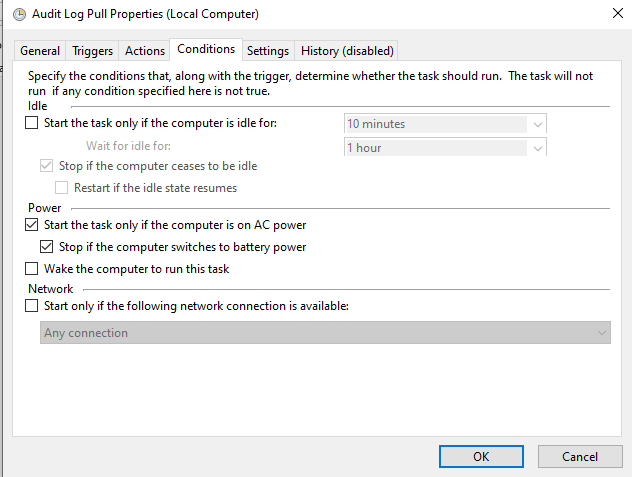 Audit Log Pull Properties (Local Computer)
General Triggers Actions Conditions Settings History (disabled)
Specify the conditions that, along with the trigger, determine whether the task should run. The task will not
run if any condition specified here is not true.
Idle
Start the task only if the computer is idle for: 10 minutes
Wait for idle for: 1 hour
Stop if the computer ceases to be idle
Restart if the idle state resumes
Power
Start the task only if the computer is on AC power
Stop if the computer switches to battery power
Wake the computer to run this task
Network
Start only if the following network connection is available:
Any connection
OK Cancel